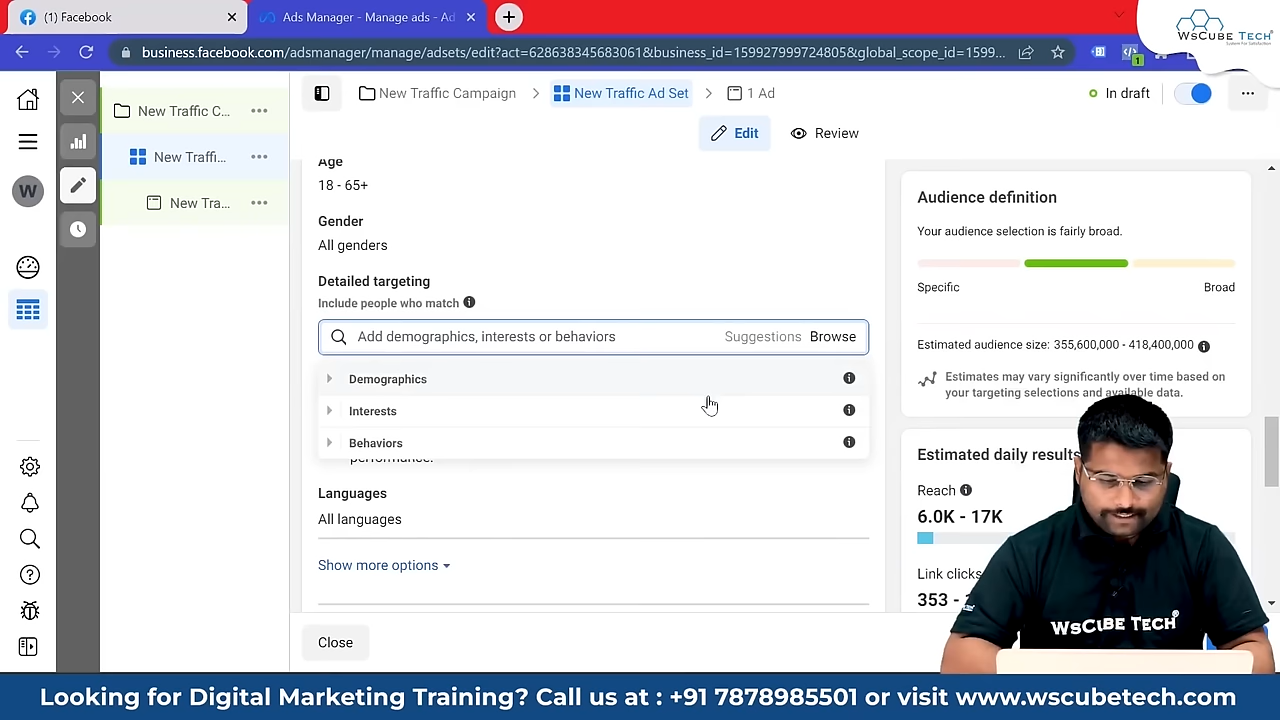 (1) Facebook
Ads Manager - Manage ads - Ad
WsCube Tech
business.facebook.com/adsmanager/manage/adsets/edit?act=628638345683061&business_id=159927999724805&global_scope_id=1599...
1
New Traffic C...
New Traffi...
New Tra...
W
New Traffic Campaign > New Traffic Ad Set > 1 Ad
In draft
Edit
Review
Age
18 - 65+
Gender
All genders
Detailed targeting
Include people who match
Add demographics, interests or behaviors
Suggestions
Browse
Demographics
Interests
Behaviors
performance.
Languages
All languages
Show more options
Close
Audience definition
Your audience selection is fairly broad.
Specific
Broad
Estimated audience size: 355,600,000 - 418,400,000
Estimates may vary significantly over time based on
your targeting selections and available data.
Estimated daily results
Reach
6.0K - 17K
Link clicks
353 -
WsCube Tech
Looking for Digital Marketing Training? Call us at : +91 7878985501 or visit www.wscubetech.com